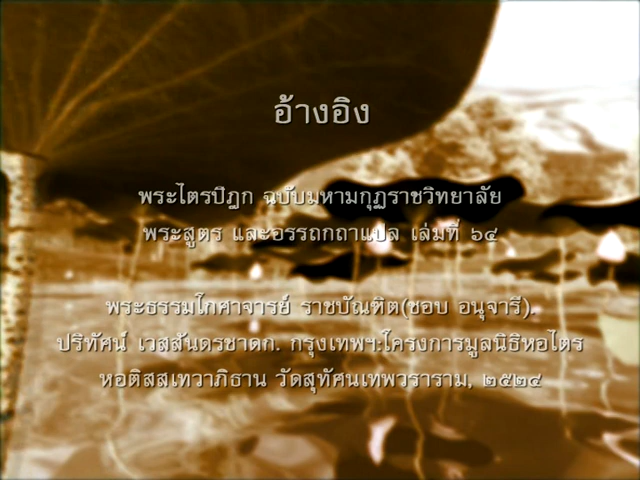 อ้างอิง
พระไตรปิฎก ฉบับมหามกุฏราชวิทยาลัย
พระสูตร และอรรถกถาแปล เล่มที่ ๖๔
พระธรรมโกศาจารย์ ราชบัณฑิต(ชอบ อนุจารี).
ปริทัศน์ เวสสันดรชาดก. กรุงเทพฯ:โครงการมูลนิธิหอไตร
หอติสสเทวาภิธาน วัดสุทัศนเทพวราราม, ๒๕๒๔